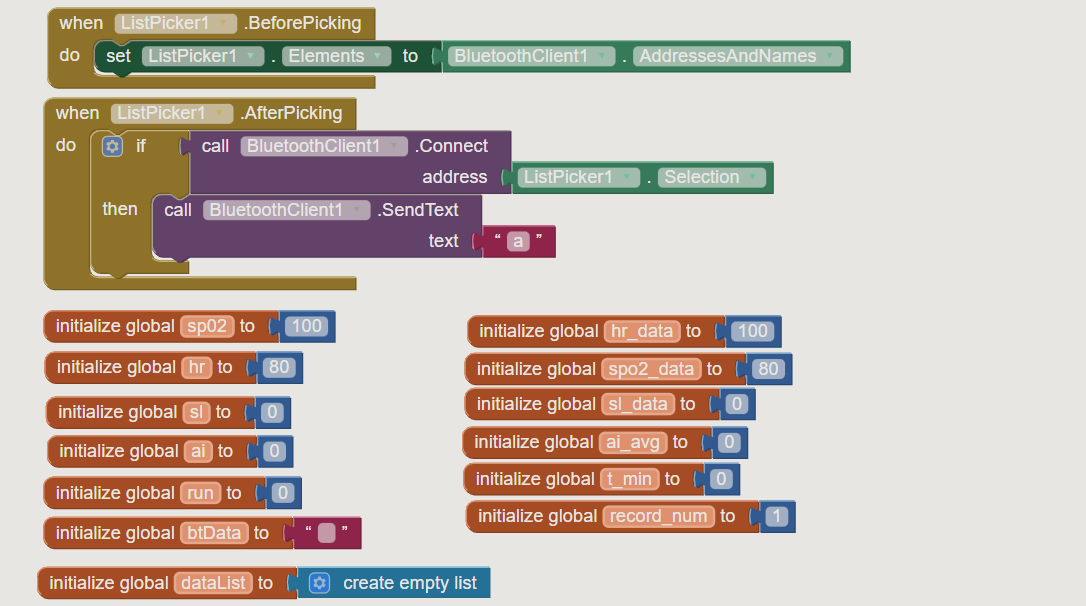 when ListPicker1 .BeforePicking
do set ListPicker1 . Elements to BluetoothClient1 . AddressesAndNames
when ListPicker1 .AfterPicking
do if call BluetoothClient1 .Connect
address ListPicker1 . Selection
then call BluetoothClient1 .SendText
text “ a ”
initialize global sp02 to 100
initialize global hr to 80
initialize global sl to 0
initialize global ai to 0
initialize global run to 0
initialize global btData to “ ”
initialize global dataList to create empty list
initialize global hr_data to 100
initialize global spo2_data to 80
initialize global sl_data to 0
initialize global ai_avg to 0
initialize global t_min to 0
initialize global record_num to 1